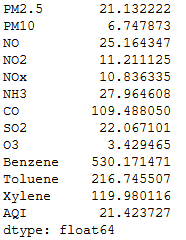 PM2.5 21.132222
PM10 6.747873
NO 25.164347
NO2 11.211125
NOx 10.836335
NH3 27.964608
CO 109.488050
SO2 22.067101
O3 3.429465
Benzene 530.171471
Toluene 216.745507
Xylene 119.980116
AQI 21.423727
dtype: float64